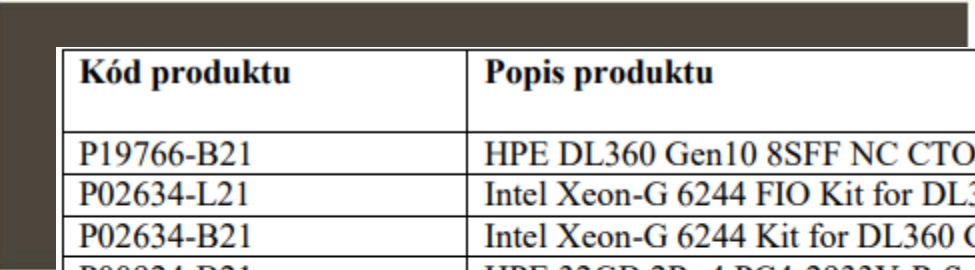 Kód produktu Popis produktu
P19766-B21 HPE DL360 Gen10 8SFF NC CTO
P02634-L21 Intel Xeon-G 6244 FIO Kit for
P02634-B21 Intel Xeon-G 6244 Kit for DL360